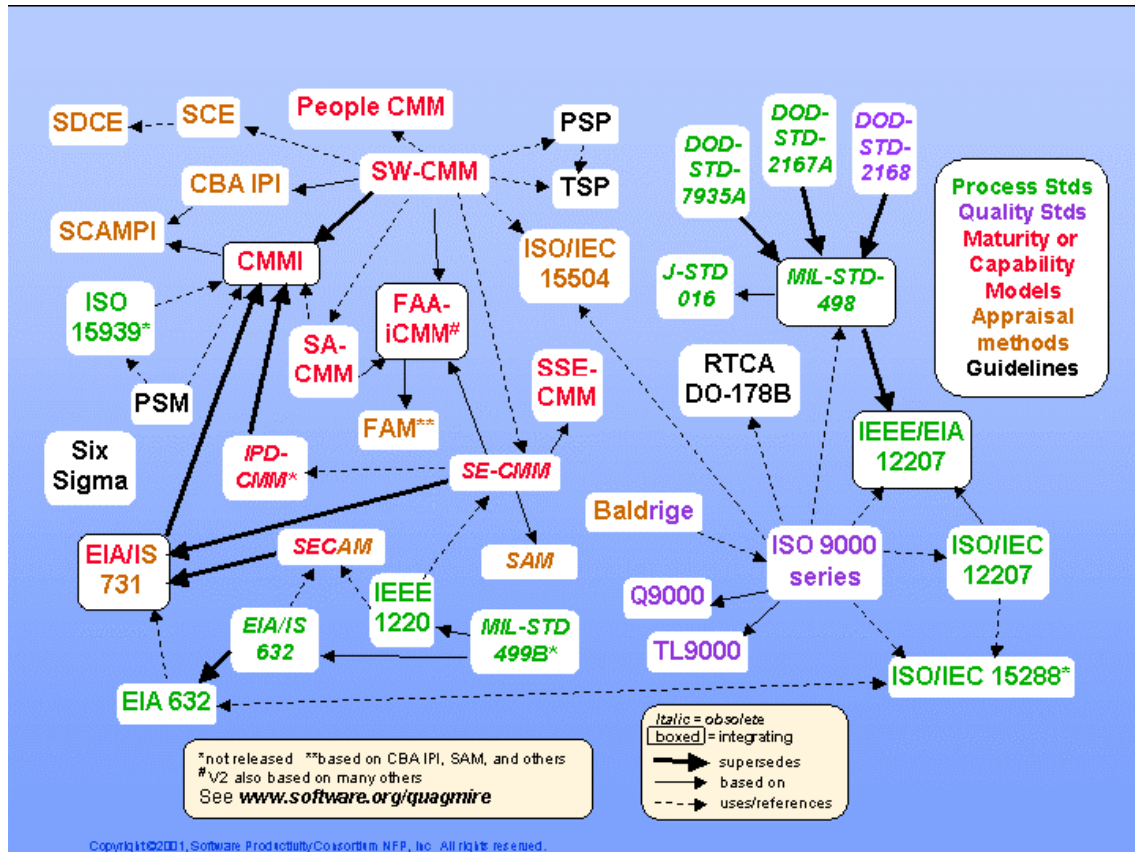 People CMM
SCE
SDCE
PSP
DOD-
STD-
7935A
DOD-
STD-
2167A
DOD-
STD-
2168
SW-CMM
TSP
CBA IPI
Process Stds
Quality Stds
Maturity or
Capability
Models
Appraisal
methods
Guidelines
SCAMPI
CMMI
ISO/IEC
15504
J-STD
016
MIL-STD-
498
ISO
15939*
FAA-
iCMM#
SA-
CMM
SSE-
CMM
RTCA
DO-178B
PSM
FAM**
IEEE/EIA
12207
Six
Sigma
IPD-
CMM*
SE-CMM
Baldrige
EIA/IS
731
SECAM
SAM
ISO 9000
series
ISO/IEC
12207
IEEE
1220
Q9000
EIA/IS
632
MIL-STD
499B*
TL9000
EIA 632
ISO/IEC 15288*
Italic = obsolete
boxed = integrating
supersedes
based on
uses/references
*not released **based on CBA IPI, SAM, and others
#V2 also based on many others
See www.software.org/quagmire
Copyright©2001, Software Productivity Consortium NFP, Inc All rights reserved.